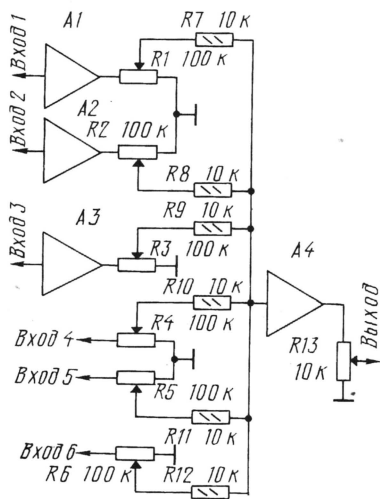 A1
R7 10 к
Вход 1
R1 100 к
A2
Вход 2
R2 100 к
R8 10 к
A3
R9 10 к
100 к
Вход 3
R3
A4
R10 10 к
100 к
R4
Вход 4
Вход 5
R5 100 к
R13
10 к
Выход
R11 10 к
Вход 6
R6 100 к
R12 10 к